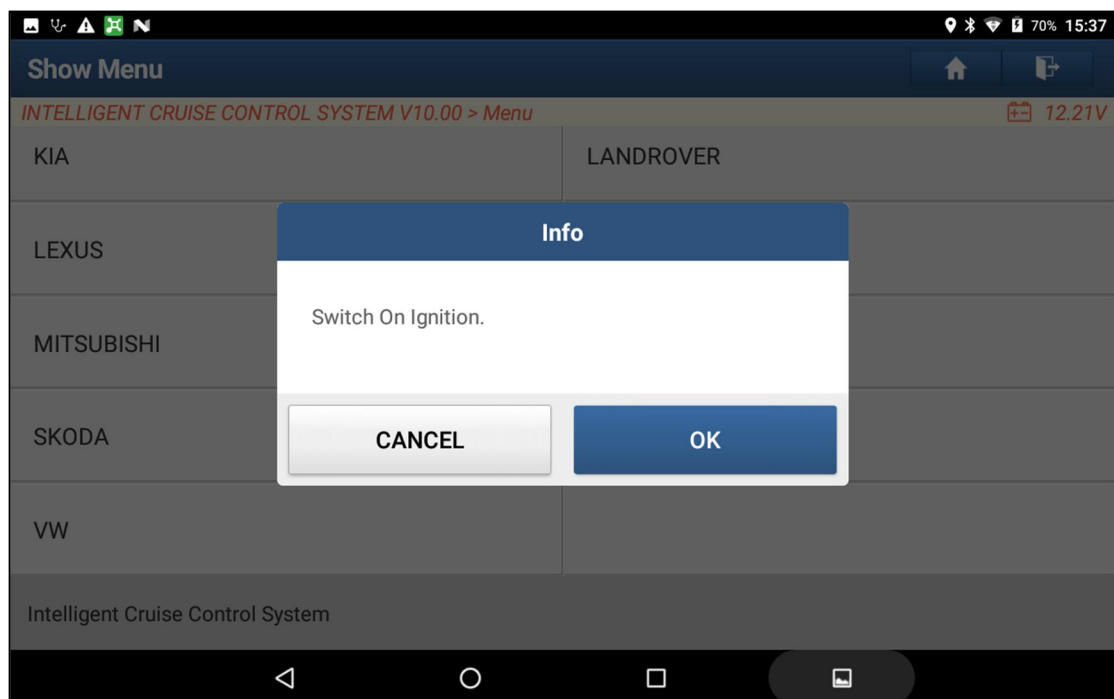 70% 15:37
Show Menu
INTELLIGENT CRUISE CONTROL SYSTEM V10.00 > Menu 12.21V
KIA LANDROVER
Info
LEXUS
Switch On Ignition.
MITSUBISHI
SKODA
CANCEL OK
VW
Intelligent Cruise Control System